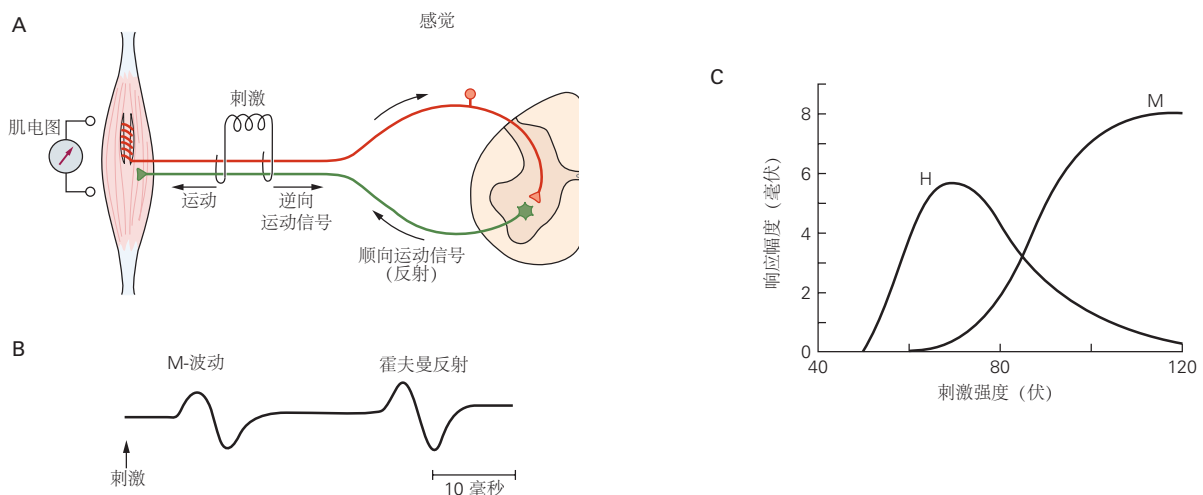 A
感觉
刺激
肌电图
运动
逆向
运动信号
顺向运动信号
(反射)
B
M-波动
霍夫曼反射
刺激
10 毫秒
C
响应幅度（毫伏）
8
6
4
2
0
H
M
40
80
120
刺激强度（伏）